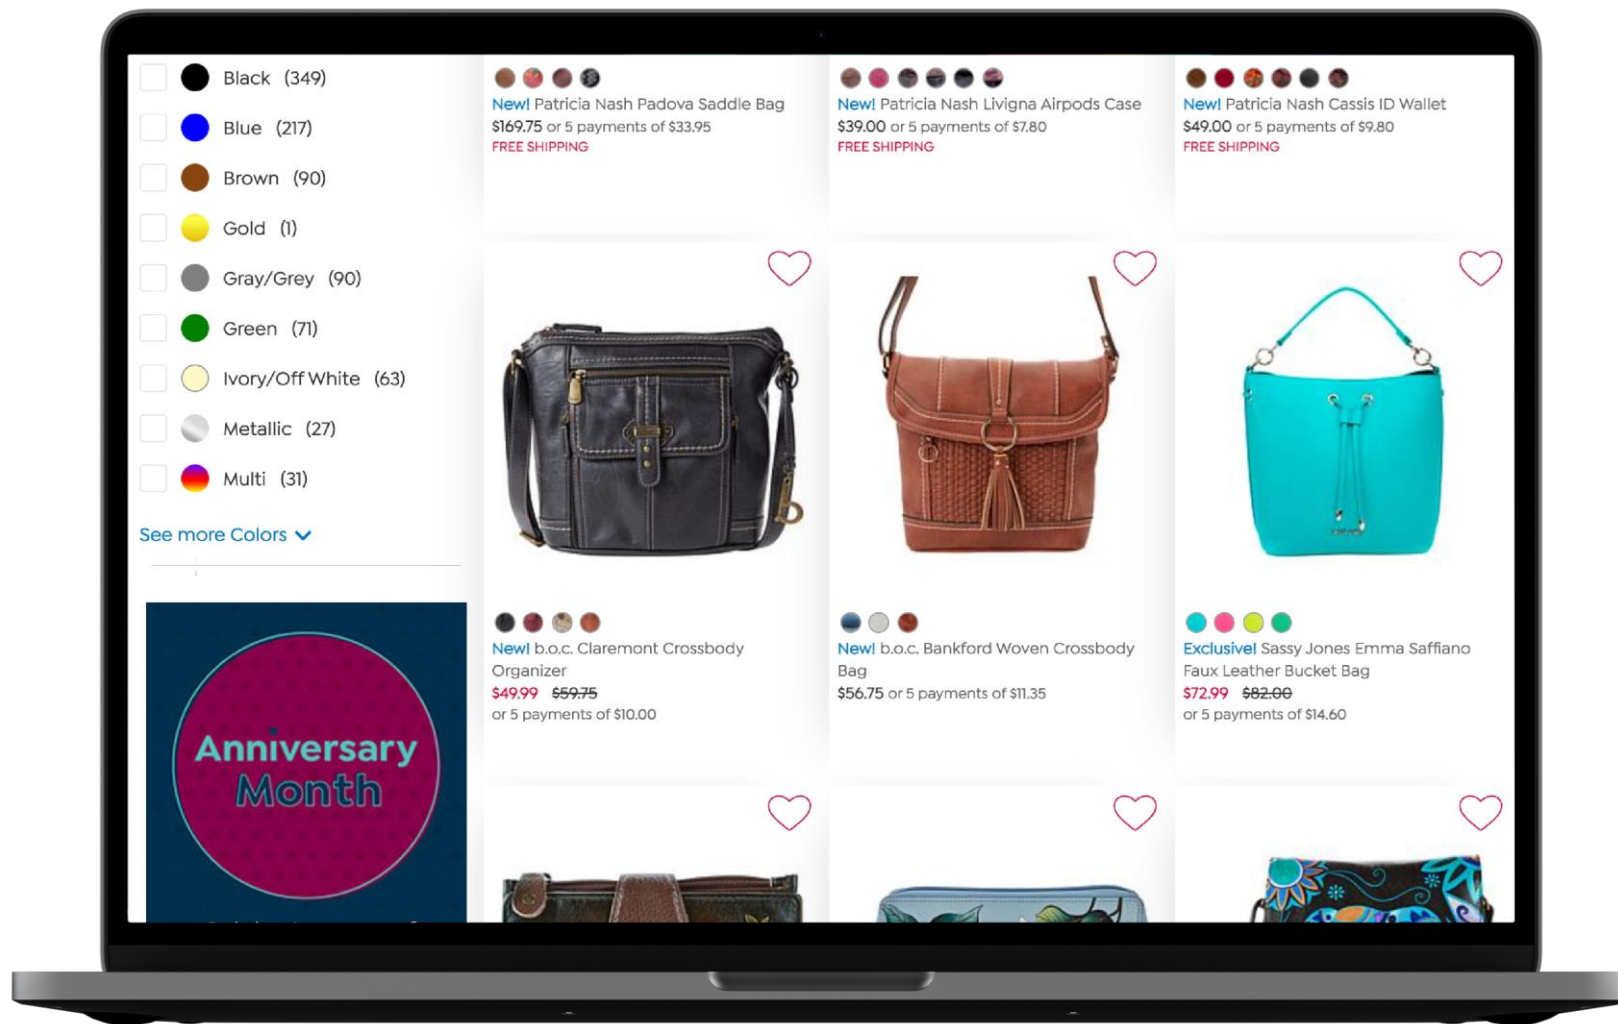 Black (349)
Blue (217)
Brown (90)
Gold (1)
Gray/Grey (90)
Green (71)
Ivory/Off White (63)
Metallic (27)
Multi (31)
See more Colors
Anniversary
Month
New! Patricia Nash Padova Saddle Bag
$169.75 or 5 payments of $33.95
FREE SHIPPING
New! Patricia Nash Livigna Airpods Case
$39.00 or 5 payments of $7.80
FREE SHIPPING
New! Patricia Nash Cassis ID Wallet
$49.00 or 5 payments of $9.80
FREE SHIPPING
New! b.o.c. Claremont Crossbody
Organizer
$49.99 $59.75
or 5 payments of $10.00
New! b.o.c. Bankford Woven Crossbody
Bag
$56.75 or 5 payments of $11.35
Exclusive! Sassy Jones Emma Saffiano
Faux Leather Bucket Bag
$72.99 $82.00
or 5 payments of $14.60